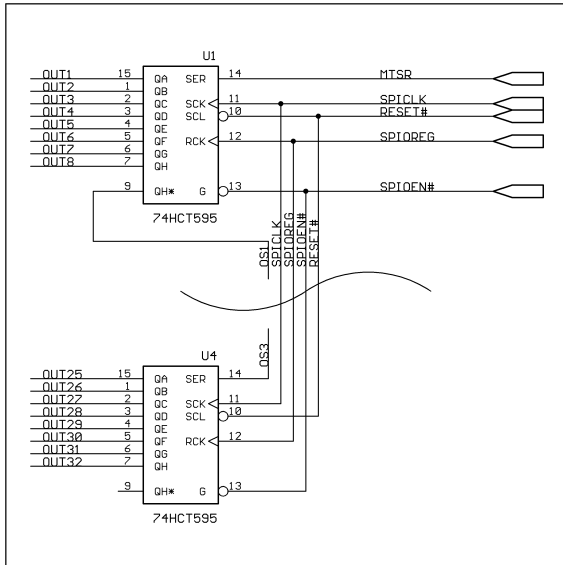 U1
OUT1 15 QA SER 14 MTSR
OUT2 1 QB
OUT3 2 QC SCK 11 SPICLK
OUT4 3 QD SCL 10 RESET#
OUT5 4 QE
OUT6 5 QF RCK 12 SPIOREG
OUT7 6 QG
OUT8 7 QH
9 QH* G 13 SPIOEN#
74HCT595
OS1
SPICLK
SPIOREG
SPIOEN#
RESET#
OS3
U4
OUT25 15 QA SER 14
OUT26 1 QB
OUT27 2 QC SCK 11
OUT28 3 QD SCL 10
OUT29 4 QE
OUT30 5 QF RCK 12
OUT31 6 QG
OUT32 7 QH
9 QH* G 13
74HCT595